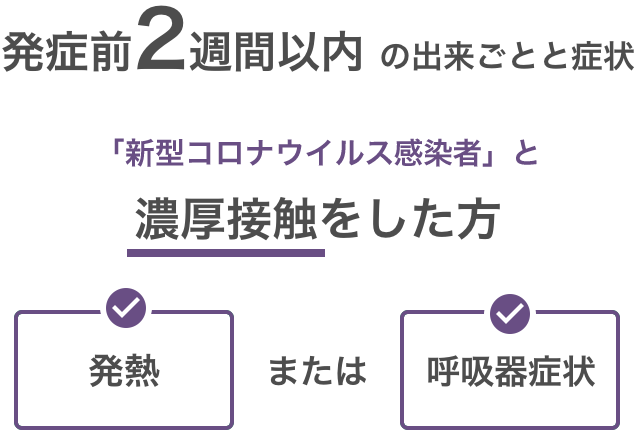 発症前2週間以内 の出来ごとと症状
「新型コロナウイルス感染者」と
濃厚接触をした方
発熱 または 呼吸器症状